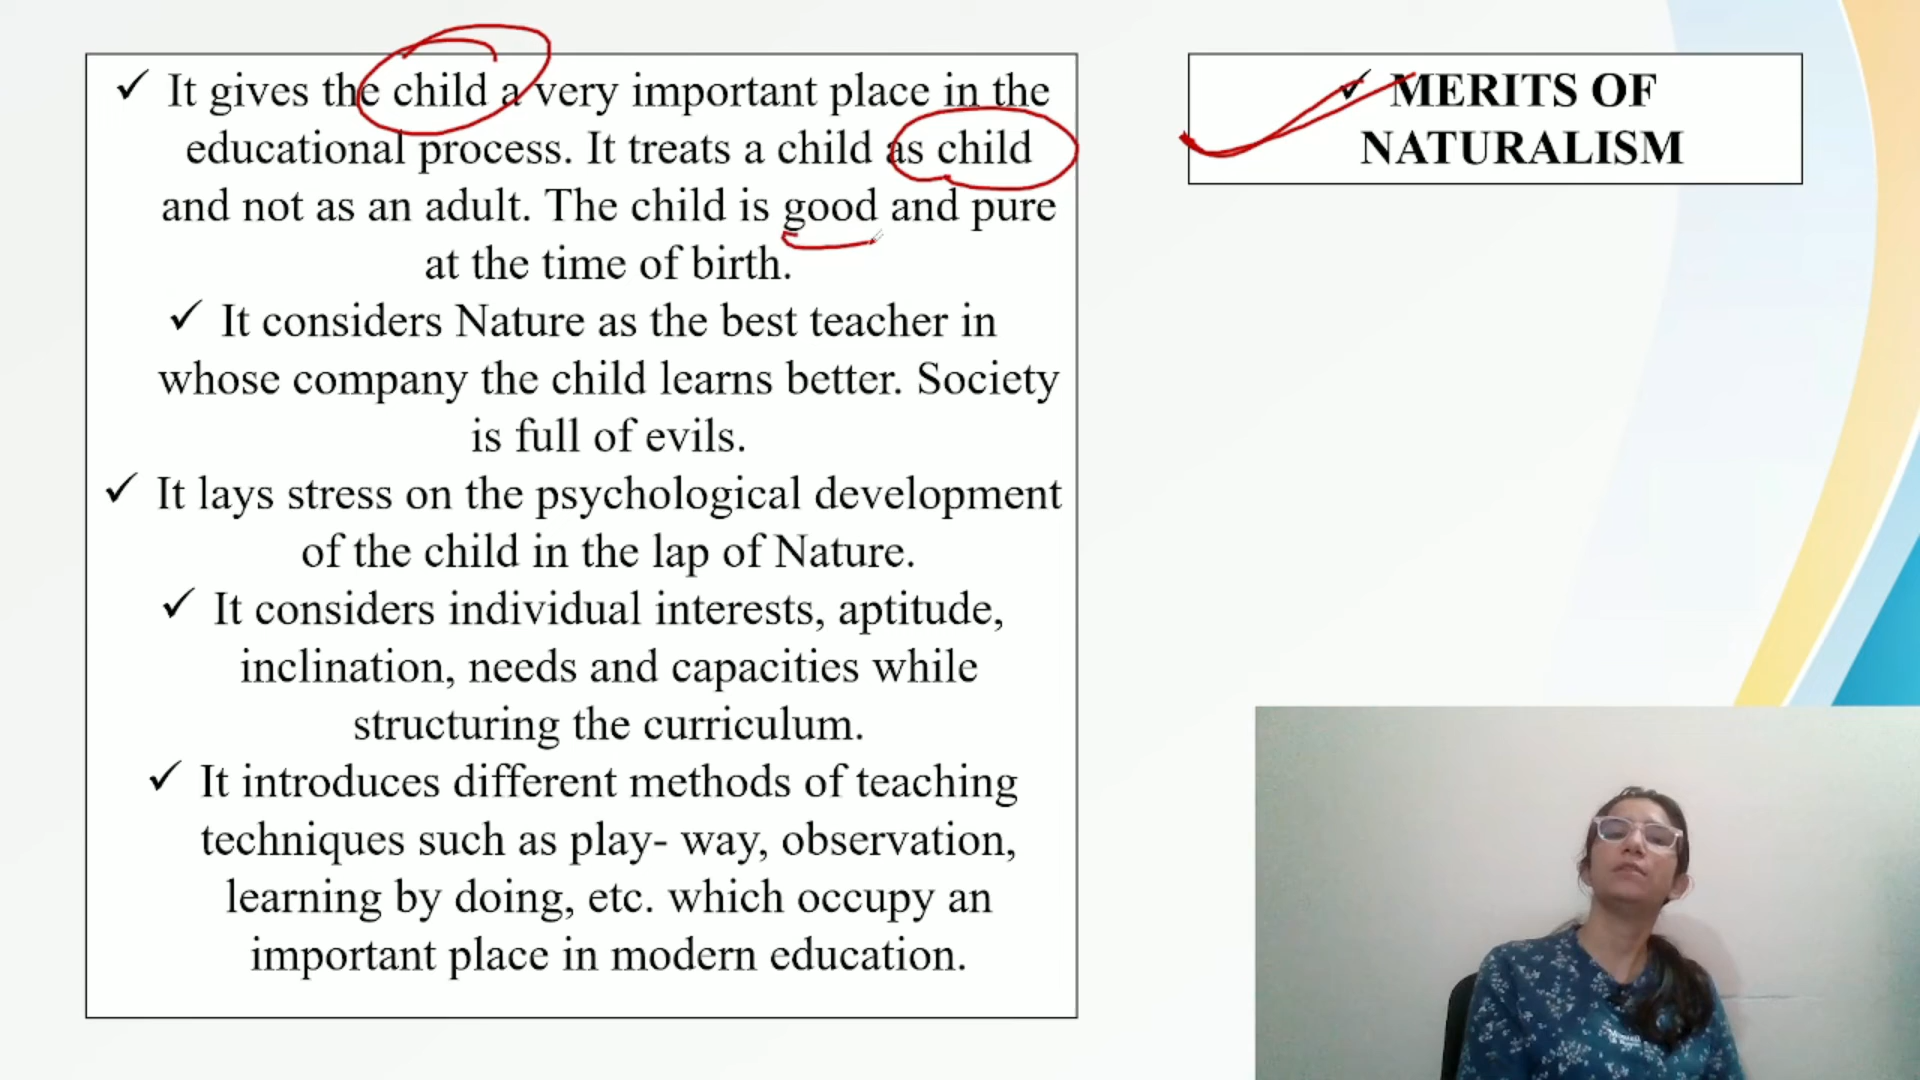 ✓ It gives the child a very important place in the
educational process. It treats a child as child
and not as an adult. The child is good and pure
at the time of birth.
✓ It considers Nature as the best teacher in
whose company the child learns better. Society
is full of evils.
✓ It lays stress on the psychological development
of the child in the lap of Nature.
✓ It considers individual interests, aptitude,
inclination, needs and capacities while
structuring the curriculum.
✓ It introduces different methods of teaching
techniques such as play- way, observation,
learning by doing, etc. which occupy an
important place in modern education.
✓ MERITS OF
NATURALISM